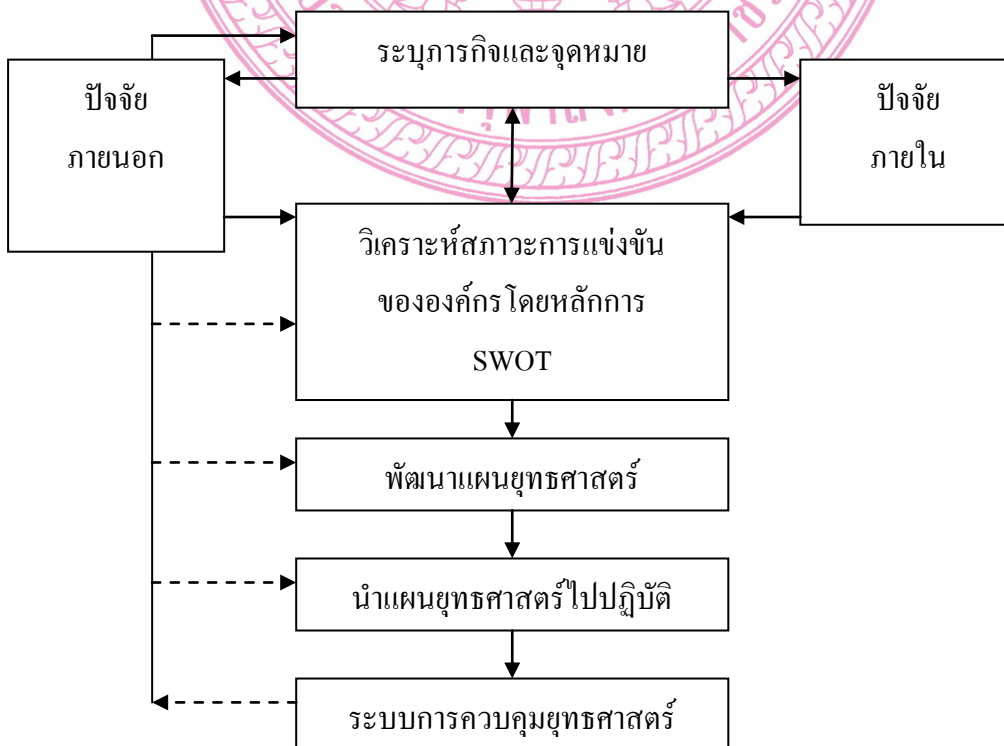 ระบุภารกิจและจุดหมาย
ปัจจัย
ภายนอก
ปัจจัย
ภายใน
วิเคราะห์สภาวะการแข่งขัน
ขององค์กรโดยหลักการ
SWOT
พัฒนาแผนยุทธศาสตร์
นำแผนยุทธศาสตร์ไปปฏิบัติ
ระบบการควบคุมยุทธศาสตร์